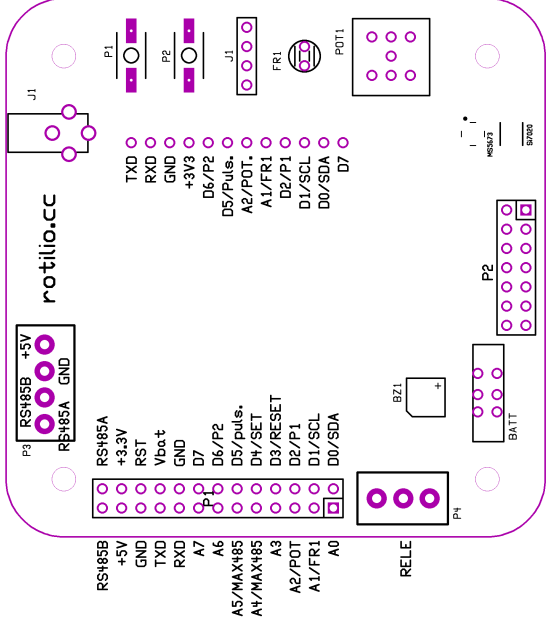 P1
P2
J1
FR1
POT1
J1
TXD
RXD
GND
+3V3
D6/P2
D5/Puls.
A2/POT.
A1/FR1
D2/P1
D1/SCL
D0/SDA
D7
MS5673
Si7020
rotilio.cc
P2
+5V
RS485B
GND
RS485A
P3
BZ1
+
BATT
RS485A
+3.3V
RST
Vbat
GND
D7
D6/P2
D5/puls.
D4/SET
D3/RESET
D2/P1
D1/SCL
D0/SDA
P1
P4
RS485B
+5V
GND
TXD
RXD
A7
A6
A5/MAX485
A4/MAX485
A3
A2/POT
A1/FR1
A0
RELE